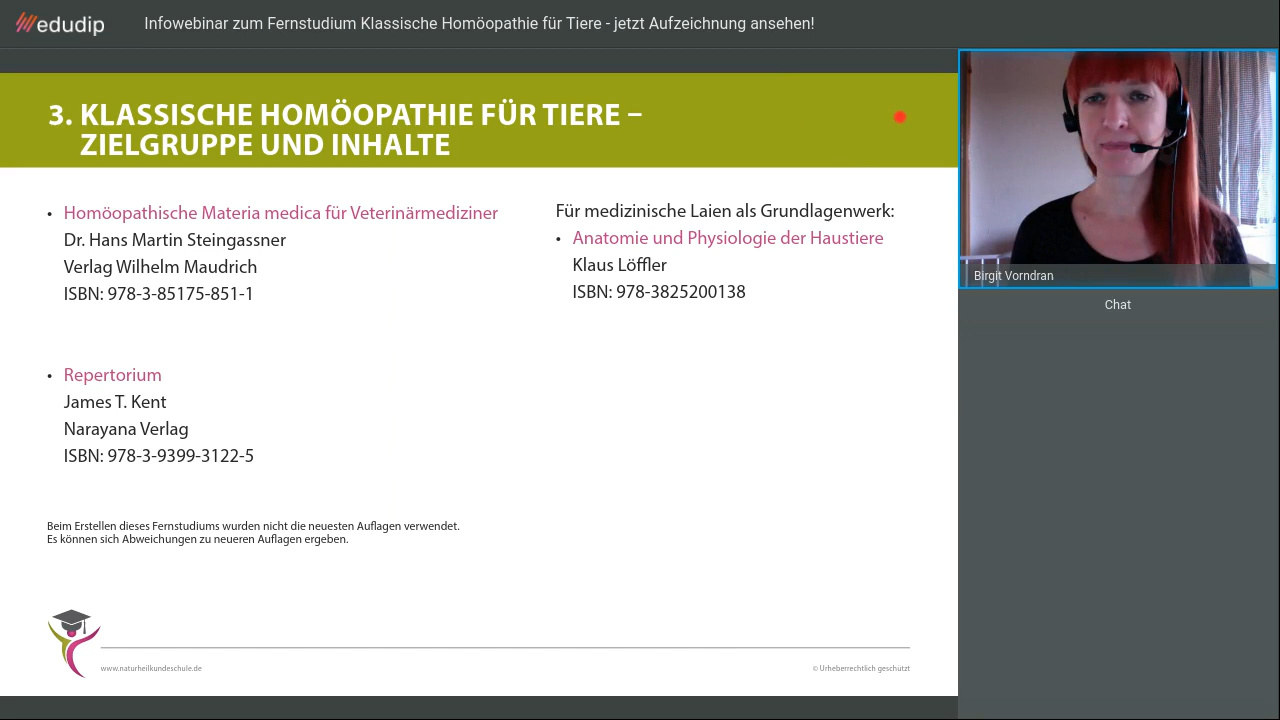 edudip
Infowebinar zum Fernstudium Klassische Homöopathie für Tiere - jetzt Aufzeichnung ansehen!
3. KLASSISCHE HOMÖOPATHIE FÜR TIERE –
ZIELGRUPPE UND INHALTE
• Homöopathische Materia medica für Veterinärmediziner
Dr. Hans Martin Steingassner
Verlag Wilhelm Maudrich
ISBN: 978-3-85175-851-1
• Repertorium
James T. Kent
Narayana Verlag
ISBN: 978-3-9399-3122-5
Für medizinische Laien als Grundlagenwerk:
• Anatomie und Physiologie der Haustiere
Klaus Löffler
ISBN: 978-3825200138
Beim Erstellen dieses Fernstudiums wurden nicht die neuesten Auflagen verwendet.
Es können sich Abweichungen zu neueren Auflagen ergeben.
www.naturheilkundeschule.de
© Urheberrechtlich geschützt
Birgit Vorndran
Chat